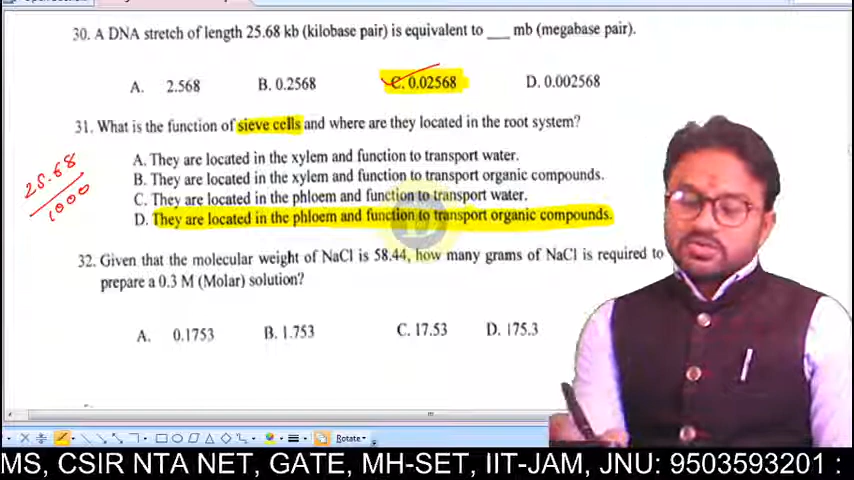 30. A DNA stretch of length 25.68 kb (kilobase pair) is equivalent to ___ mb (megabase pair).
A. 2.568 B. 0.2568 C. 0.02568 D. 0.002568
31. What is the function of sieve cells and where are they located in the root system?
25.68
1000
A. They are located in the xylem and function to transport water.
B. They are located in the xylem and function to transport organic compounds.
C. They are located in the phloem and function to transport water.
D. They are located in the phloem and function to transport organic compounds.
32. Given that the molecular weight of NaCl is 58.44, how many grams of NaCl is required to
prepare a 0.3 M (Molar) solution?
A. 0.1753 B. 1.753 C. 17.53 D. 175.3
Rotate
MS, CSIR NTA NET, GATE, MH-SET, IIT-JAM, JNU: 9503593201 :